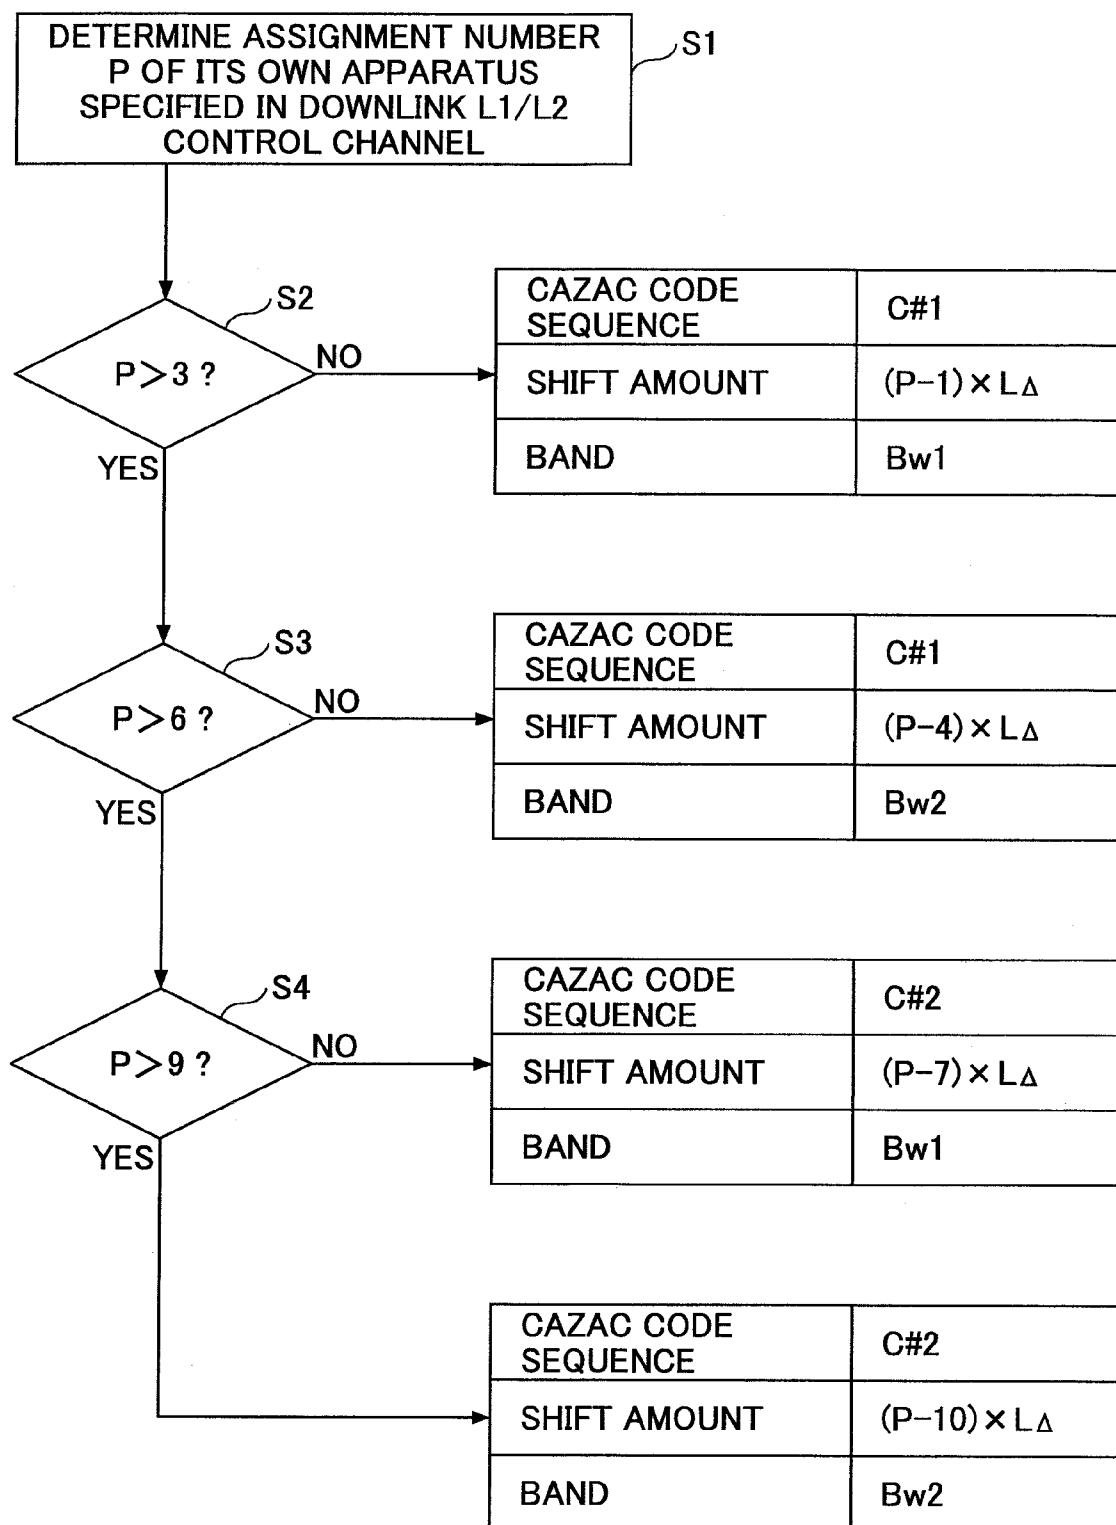 DETERMINE ASSIGNMENT NUMBER
P OF ITS OWN APPARATUS
SPECIFIED IN DOWNLINK L1/L2
CONTROL CHANNEL
S1
S2
P>3 ?
NO
YES
CAZAC CODE
SEQUENCE
C#1
SHIFT AMOUNT
(P-1)×LΔ
BAND
Bw1
S3
P>6 ?
NO
YES
CAZAC CODE
SEQUENCE
C#1
SHIFT AMOUNT
(P-4)×LΔ
BAND
Bw2
S4
P>9 ?
NO
YES
CAZAC CODE
SEQUENCE
C#2
SHIFT AMOUNT
(P-7)×LΔ
BAND
Bw1
CAZAC CODE
SEQUENCE
C#2
SHIFT AMOUNT
(P-10)×LΔ
BAND
Bw2